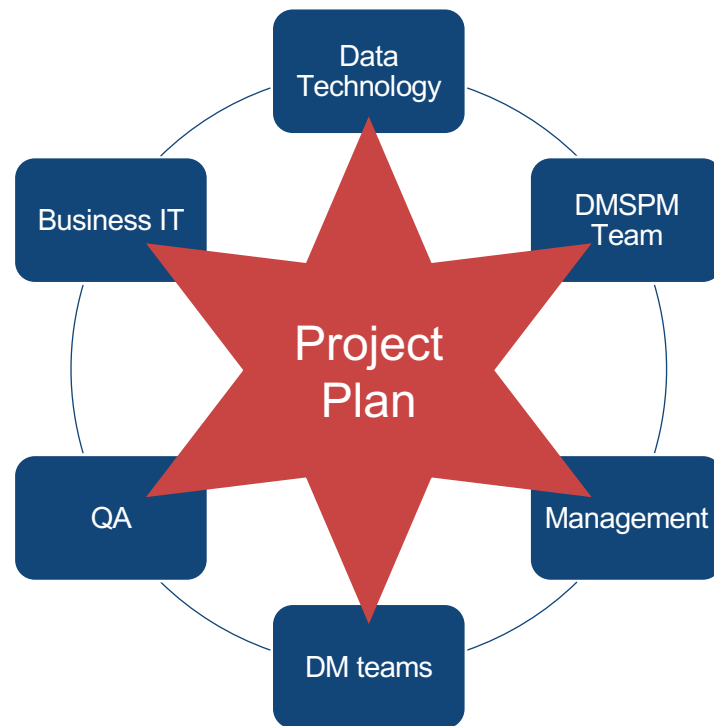 Data
Technology
Business IT
DMSPM
Team
Project
Plan
QA
Management
DM teams